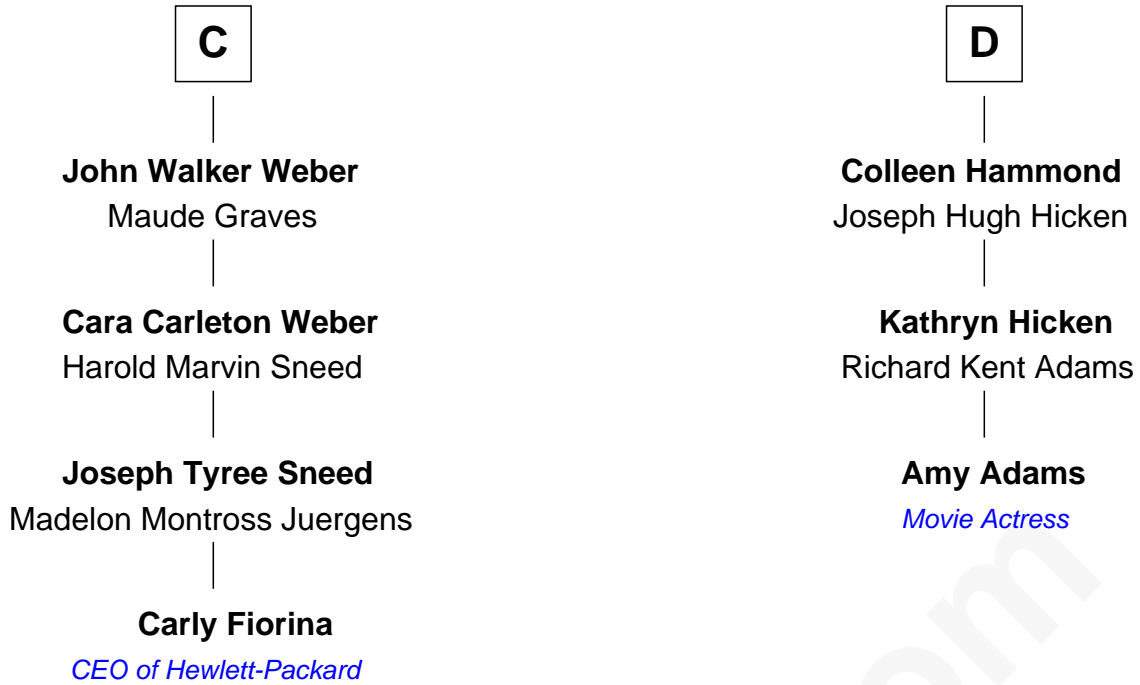 C
John Walker Weber
Maude Graves
Cara Carleton Weber
Harold Marvin Sneed
Joseph Tyree Sneed
Madelon Montross Juergens
Carly Fiorina
CEO of Hewlett-Packard
D
Colleen Hammond
Joseph Hugh Hicken
Kathryn Hicken
Richard Kent Adams
Amy Adams
Movie Actress
om